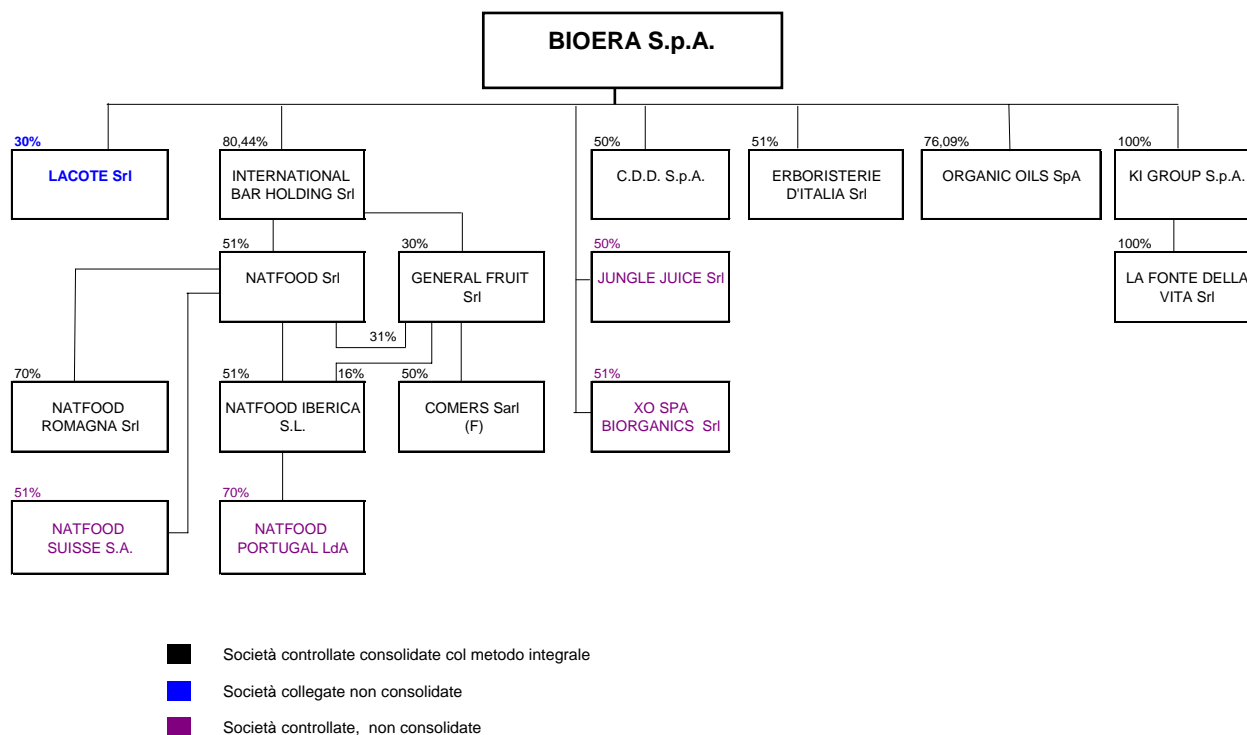 BIOERA S.p.A.
30%
LACOTE Srl
80,44%
INTERNATIONAL
BAR HOLDING Srl
50%
C.D.D. S.p.A.
51%
ERBORISTERIE
D'ITALIA Srl
76,09%
ORGANIC OILS SpA
100%
KI GROUP S.p.A.
51%
NATFOOD Srl
30%
GENERAL FRUIT
Srl
50%
JUNGLE JUICE Srl
100%
LA FONTE DELLA
VITA Srl
31%
70%
NATFOOD
ROMAGNA Srl
51%
16%
NATFOOD IBERICA
S.L.
50%
COMERS Sarl
(F)
51%
XO SPA
BIORGANICS Srl
51%
NATFOOD
SUISSE S.A.
70%
NATFOOD
PORTUGAL LdA
Società controllate consolidate col metodo integrale
Società collegate non consolidate
Società controllate, non consolidate